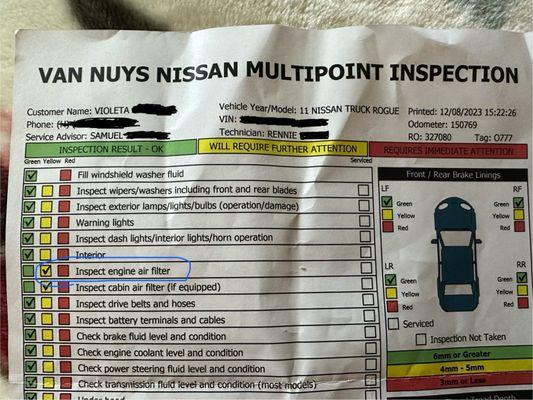 VAN NUYS NISSAN MULTIPOINT INSPECTION
Customer Name: VIOLETA
Vehicle Year/Model: 11 NISSAN TRUCK ROGUE
Printed: 12/08/2023 15:22:26
Phone:
VIN:
Odometer: 150769
Service Advisor: SAMUEL
Technician: RENNIE
RO: 327080 Tag: O777
INSPECTION RESULT - OK
WILL REQUIRE FURTHER ATTENTION
REQUIRES IMMEDIATE ATTENTION
Green Yellow Red
Serviced
Fill windshield washer fluid
Inspect wipers/washers including front and rear blades
Inspect exterior lamps/lights/bulbs (operation/damage)
Warning lights
Inspect dash lights/interior lights/horn operation
Interior
Inspect engine air filter
Inspect cabin air filter (if equipped)
Inspect drive belts and hoses
Inspect battery terminals and cables
Check brake fluid level and condition
Check engine coolant level and condition
Check power steering fluid level and condition
Check transmission fluid level and condition (most models)
Under hood
Front / Rear Brake Linings
LF
RF
Green
Green
Yellow
Yellow
Red
Red
LR
RR
Green
Green
Yellow
Yellow
Red
Red
Serviced
Inspection Not Taken
6mm or Greater
4mm - 5mm
3mm or Less
Tread Depth